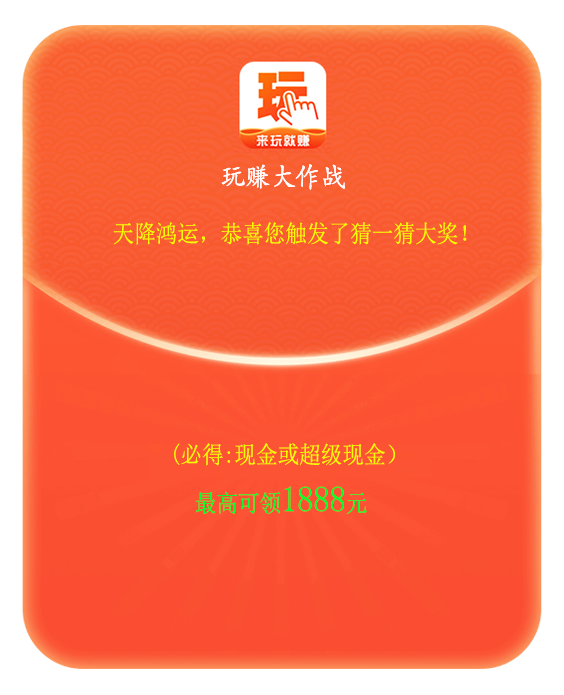 玩
来玩就赚
玩赚大作战
天降鸿运，恭喜您触发了猜一猜大奖！
（必得:现金或超级现金）
最高可领1888元